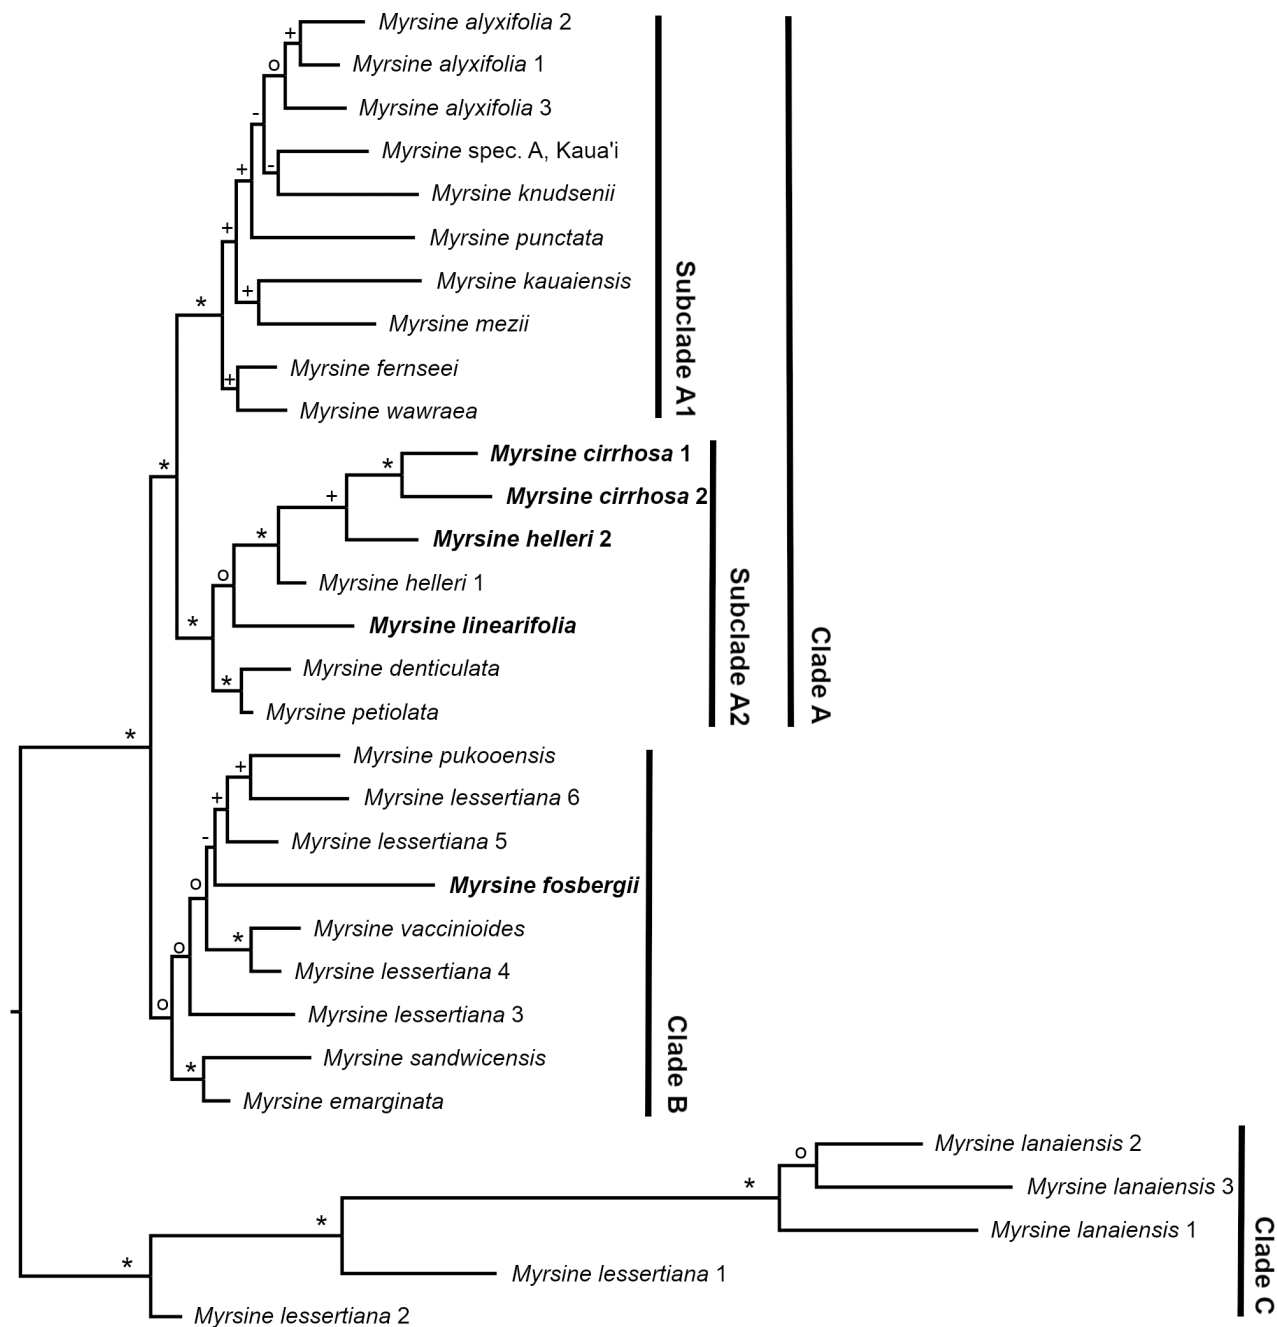 Myrsine alyxifolia 2
Myrsine alyxifolia 1
Myrsine alyxifolia 3
Myrsine spec. A, Kaua'i
Myrsine knudsenii
Myrsine punctata
Myrsine kauaiensis
Myrsine mezii
Myrsine fernseei
Myrsine wawraea
Subclade A1
Myrsine cirrhosa 1
Myrsine cirrhosa 2
Myrsine helleri 2
Myrsine helleri 1
Myrsine linearifolia
Myrsine denticulata
Myrsine petiolata
Subclade A2
Clade A
Myrsine pukooensis
Myrsine lessertiana 6
Myrsine lessertiana 5
Myrsine fosbergii
Myrsine vaccinioides
Myrsine lessertiana 4
Myrsine lessertiana 3
Myrsine sandwicensis
Myrsine emarginata
Clade B
Myrsine lanaiensis 2
Myrsine lanaiensis 3
Myrsine lanaiensis 1
Myrsine lessertiana 1
Myrsine lessertiana 2
Clade C